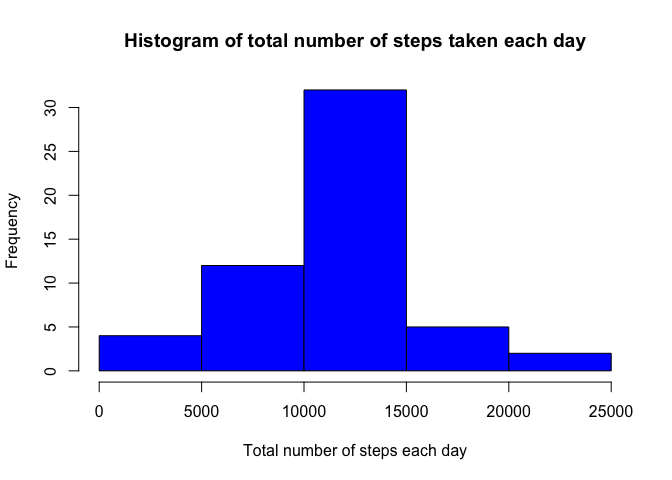 Histogram of total number of steps taken each day
Frequency
30
25
20
15
10
5
0
0 5000 10000 15000 20000 25000
Total number of steps each day